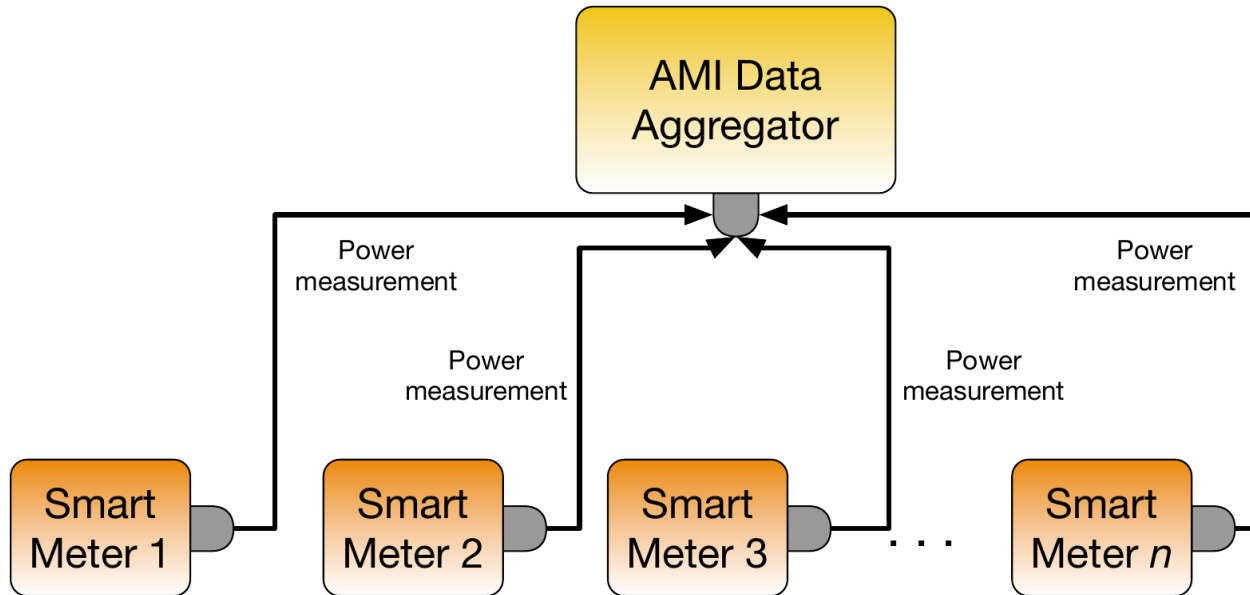 AMI Data
Aggregator
Power
measurement
Power
measurement
Power
measurement
Power
measurement
Smart
Meter 1
Smart
Meter 2
Smart
Meter 3
. . .
Smart
Meter n